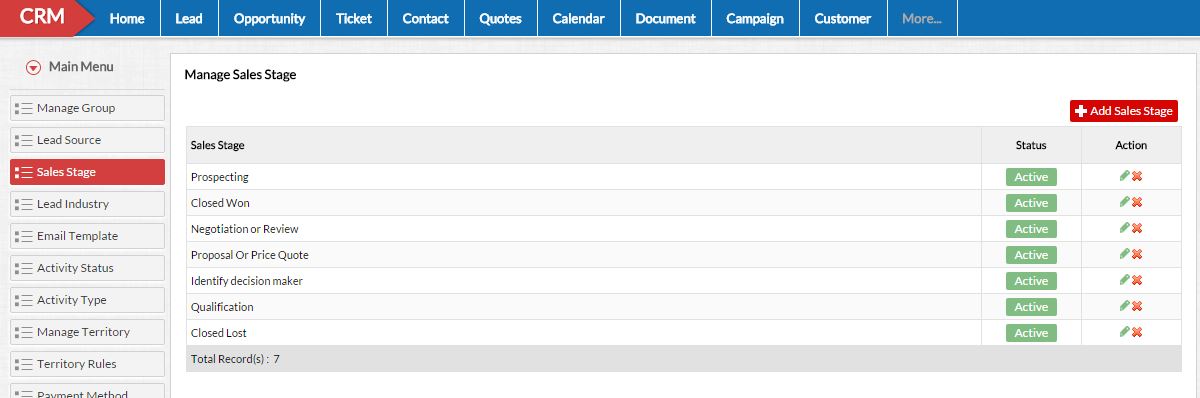 CRM Home Lead Opportunity Ticket Contact Quotes Calendar Document Campaign Customer More...
Main Menu
Manage Group
Lead Source
Sales Stage
Lead Industry
Email Template
Activity Status
Activity Type
Manage Territory
Territory Rules
Payment Method
Manage Sales Stage
Add Sales Stage
Sales Stage Status Action
Prospecting Active
Closed Won Active
Negotiation or Review Active
Proposal Or Price Quote Active
Identify decision maker Active
Qualification Active
Closed Lost Active
Total Record(s) : 7